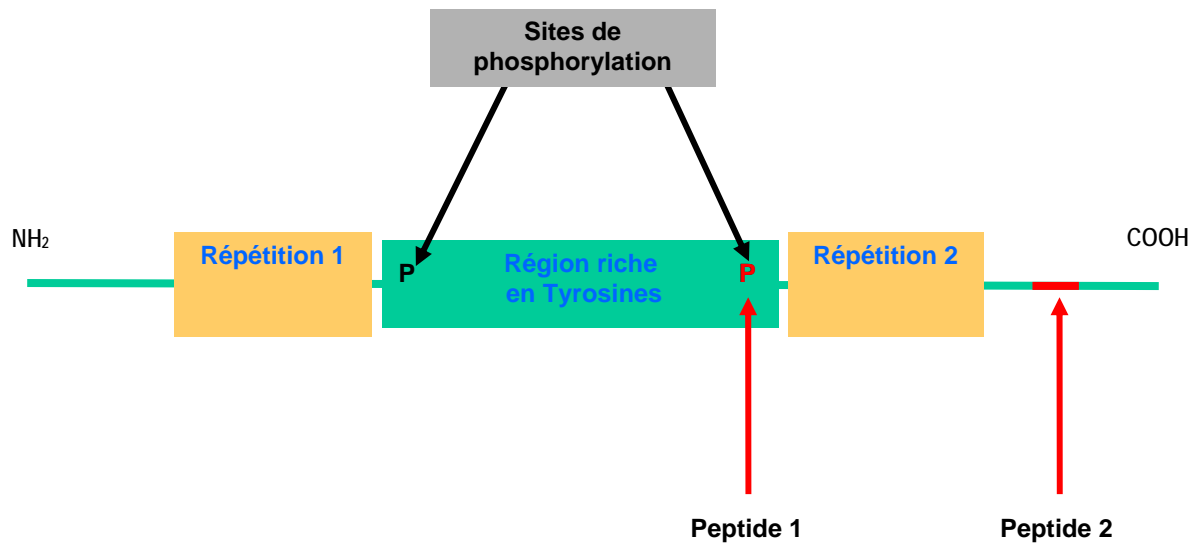 Sites de
phosphorylation
NH₂
COOH
Répétition 1
P
Région riche
en Tyrosines
P
Répétition 2
Peptide 1
Peptide 2